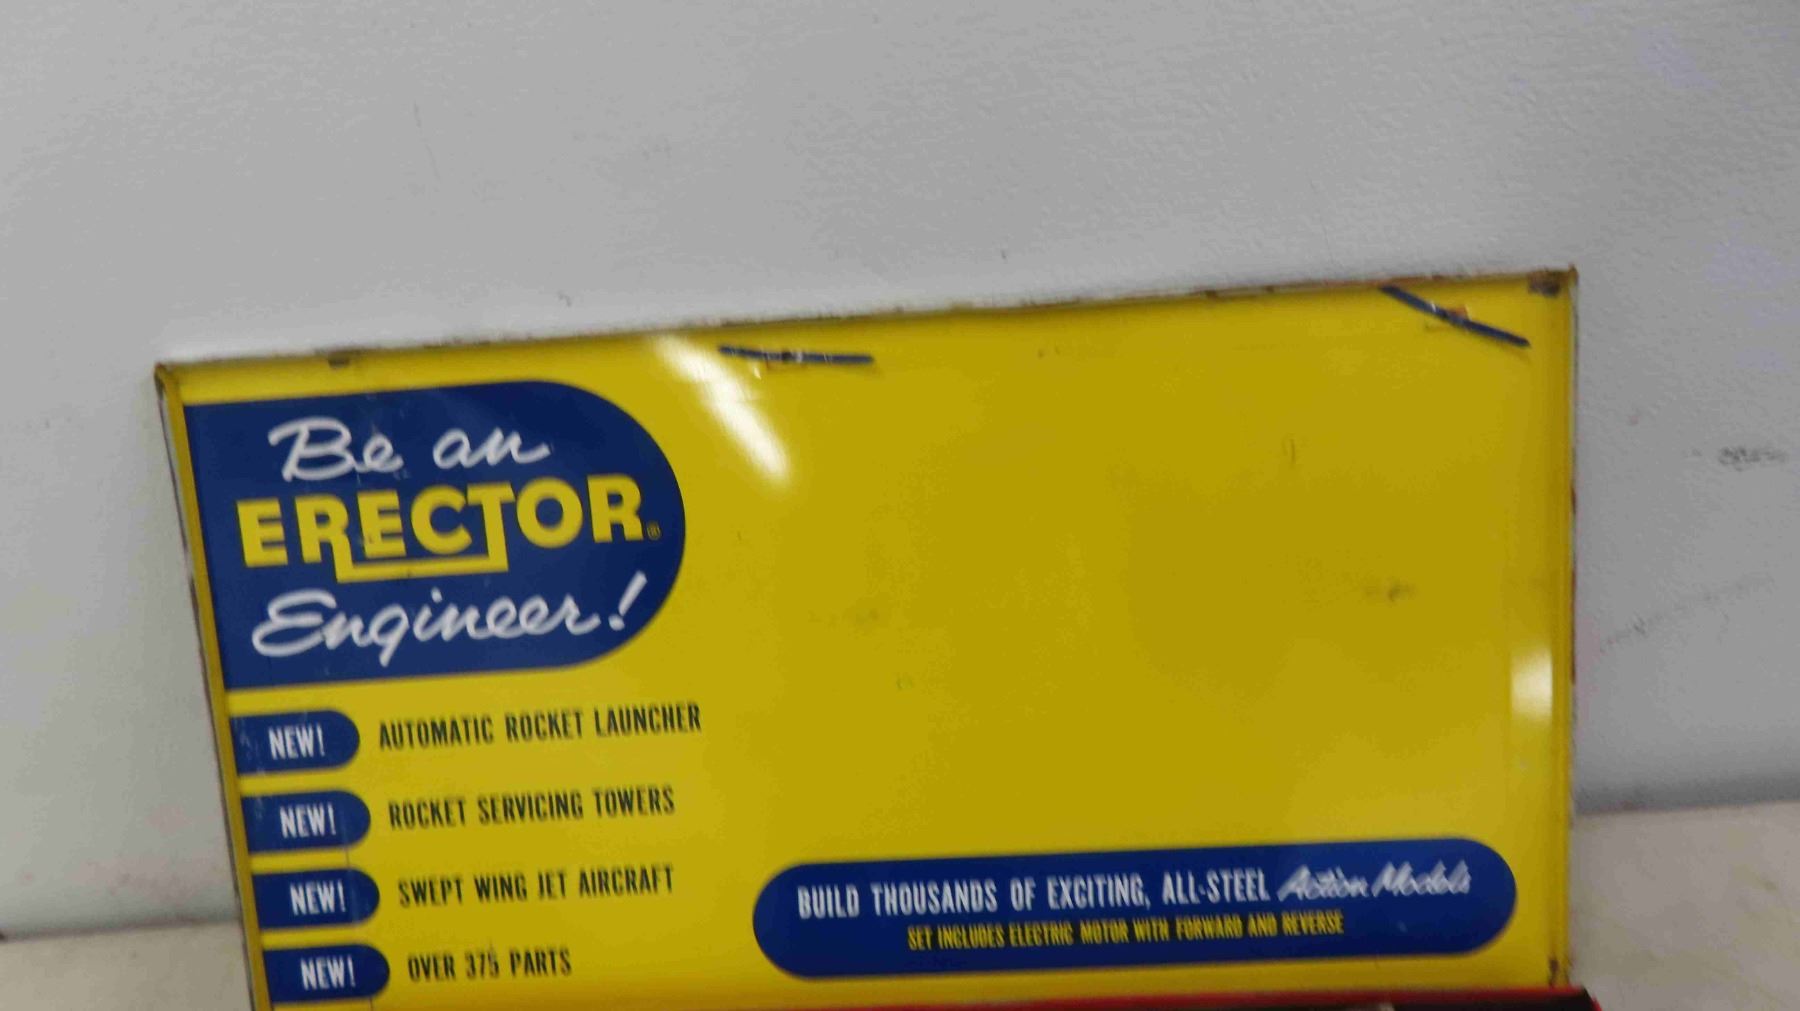 Be an
ERECTOR®
Engineer!
NEW! AUTOMATIC ROCKET LAUNCHER
NEW! ROCKET SERVICING TOWERS
NEW! SWEPT WING JET AIRCRAFT
NEW! OVER 375 PARTS
BUILD THOUSANDS OF EXCITING, ALL-STEEL Action Models
SET INCLUDES ELECTRIC MOTOR WITH FORWARD AND REVERSE